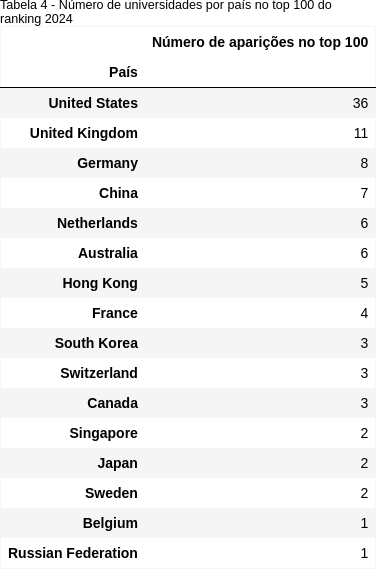 Tabela 4 - Número de universidades por país no top 100 do
ranking 2024
Número de aparições no top 100
País
United States 36
United Kingdom 11
Germany 8
China 7
Netherlands 6
Australia 6
Hong Kong 5
France 4
South Korea 3
Switzerland 3
Canada 3
Singapore 2
Japan 2
Sweden 2
Belgium 1
Russian Federation 1